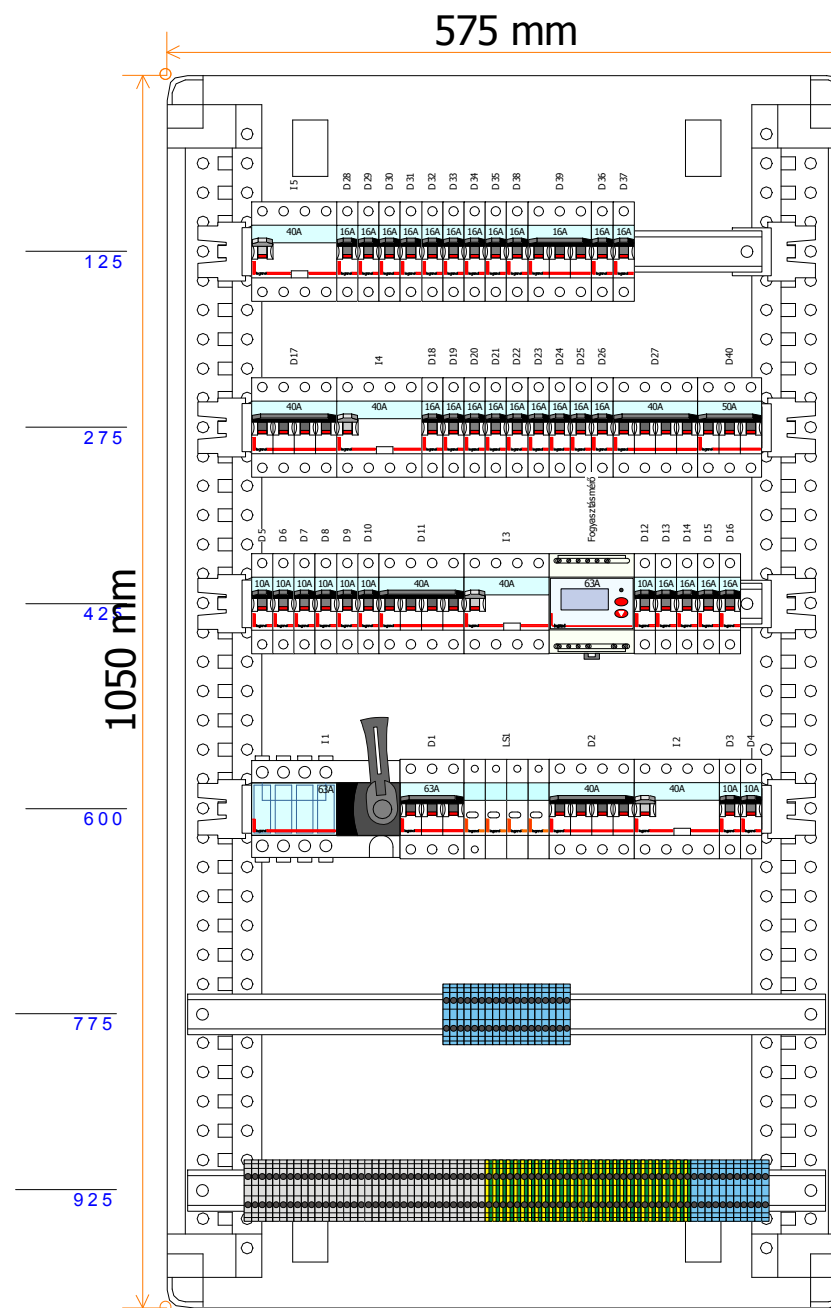 575 mm
I5 D28 D29 D30 D31 D32 D33 D34 D35 D38 D39 D36 D37
40A 16A 16A 16A 16A 16A 16A 16A 16A 16A 16A 16A 16A
125
D17 I4 D18 D19 D20 D21 D22 D23 D24 D25 D26 D27 D40
40A 40A 16A 16A 16A 16A 16A 16A 16A 16A 16A 40A 50A
275
D5 D6 D7 D8 D9 D10 D11 I3 Fogyasztásmérő D12 D13 D14 D15 D16
10A 10A 10A 10A 10A 10A 40A 40A 63A 10A 16A 16A 16A 16A
425
1050 mm
I1 D1 LS1 D2 I2 D3 D4
63A 63A 40A 40A 10A 10A
600
775
925